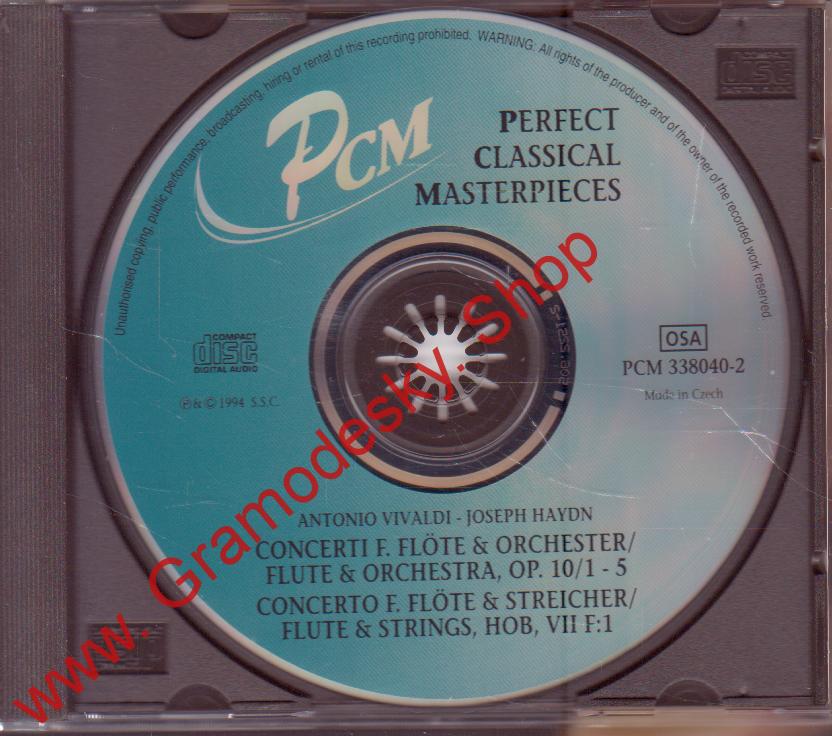 Unauthorised copying, public performance, broadcasting, hiring or rental of this recording prohibited. WARNING: All rights of the producer and of the owner of the recorded work reserved
PCM
PERFECT
CLASSICAL
MASTERPIECES
COMPACT
disc
DIGITAL AUDIO
OSA
PCM 338040-2
Made in Czech
℗ & © 1994 S.S.C.
ANTONIO VIVALDI - JOSEPH HAYDN
CONCERTI F. FLÖTE & ORCHESTER/
FLUTE & ORCHESTRA, OP. 10/1 - 5
CONCERTO F. FLÖTE & STREICHER/
FLUTE & STRINGS, HOB, VII F:1
www.Gramodesky.Shop